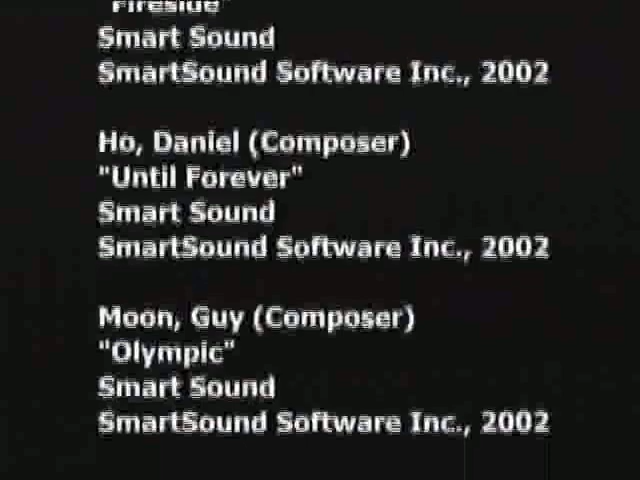 "Fireside"
Smart Sound
SmartSound Software Inc., 2002
Ho, Daniel (Composer)
"Until Forever"
Smart Sound
SmartSound Software Inc., 2002
Moon, Guy (Composer)
"Olympic"
Smart Sound
SmartSound Software Inc., 2002